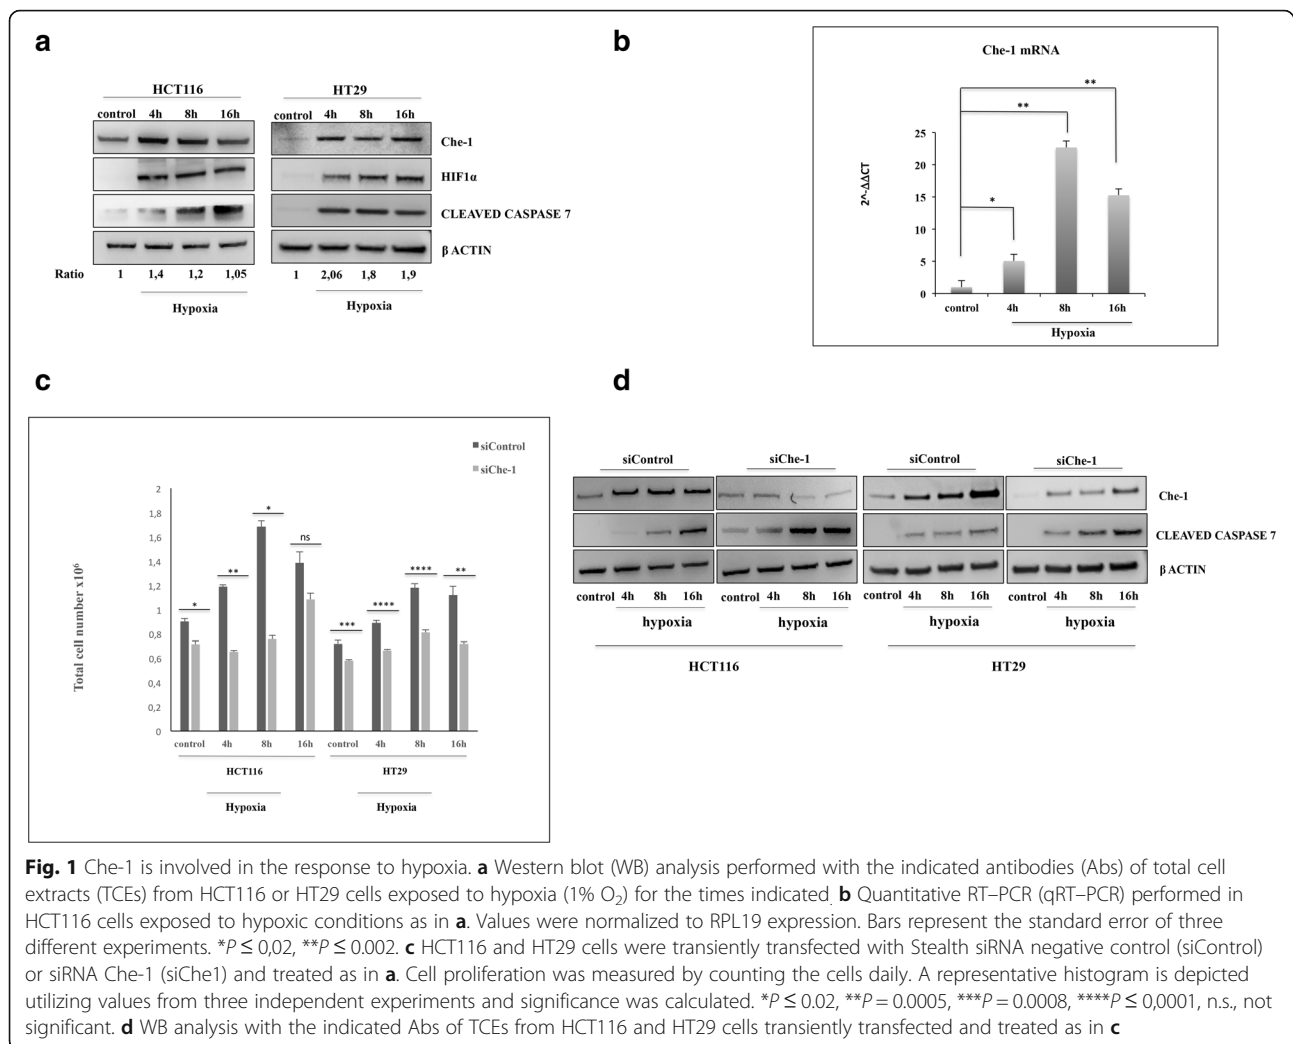 a
HCT116
HT29
control 4h 8h 16h
control 4h 8h 16h
Che-1
HIF1α
CLEAVED CASPASE 7
β ACTIN
Ratio 1 1,4 1,2 1,05 1 2,06 1,8 1,9
Hypoxia
Hypoxia
b
Che-1 mRNA
**
**
*
2^-ΔΔCT
25
20
15
10
5
0
control 4h 8h 16h
Hypoxia
c
siControl
siChe-1
Total cell number x10⁶
2
1,8
1,6
1,4
1,2
1
0,8
0,6
0,4
0,2
0
* ** * ns *** **** **** **
control 4h 8h 16h control 4h 8h 16h
HCT116 HT29
Hypoxia Hypoxia
d
siControl siChe-1 siControl siChe-1
Che-1
CLEAVED CASPASE 7
β ACTIN
control 4h 8h 16h control 4h 8h 16h control 4h 8h 16h control 4h 8h 16h
hypoxia hypoxia hypoxia hypoxia
HCT116 HT29
Fig. 1 Che-1 is involved in the response to hypoxia. a Western blot (WB) analysis performed with the indicated antibodies (Abs) of total cell
extracts (TCEs) from HCT116 or HT29 cells exposed to hypoxia (1% O₂) for the times indicated. b Quantitative RT–PCR (qRT–PCR) performed in
HCT116 cells exposed to hypoxic conditions as in a. Values were normalized to RPL19 expression. Bars represent the standard error of three
different experiments. *P ≤ 0,02, **P ≤ 0.002. c HCT116 and HT29 cells were transiently transfected with Stealth siRNA negative control (siControl)
or siRNA Che-1 (siChe1) and treated as in a. Cell proliferation was measured by counting the cells daily. A representative histogram is depicted
utilizing values from three independent experiments and significance was calculated. *P ≤ 0.02, **P = 0.0005, ***P = 0.0008, ****P ≤ 0,0001, n.s., not
significant. d WB analysis with the indicated Abs of TCEs from HCT116 and HT29 cells transiently transfected and treated as in c